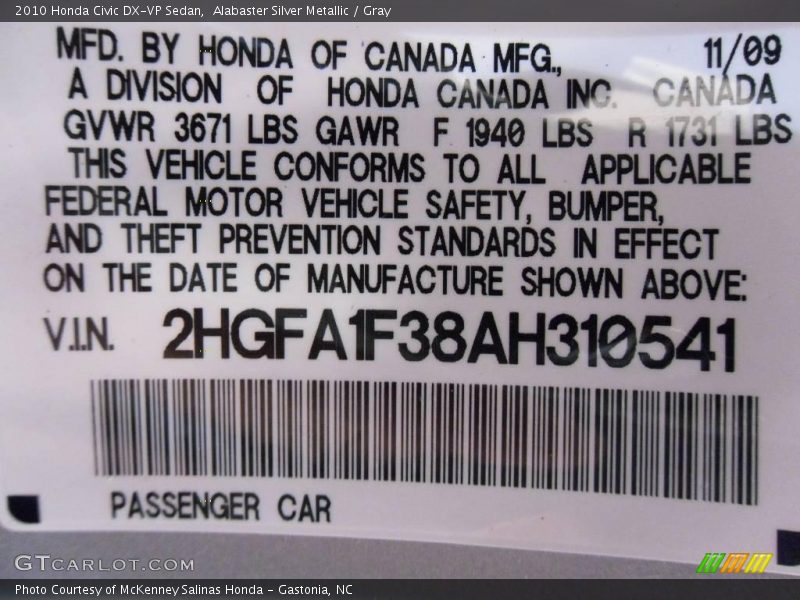 2010 Honda Civic DX-VP Sedan, Alabaster Silver Metallic / Gray
MFD. BY HONDA OF CANADA MFG., 11/09
A DIVISION OF HONDA CANADA INC. CANADA
GVWR 3671 LBS GAWR F 1940 LBS R 1731 LBS
THIS VEHICLE CONFORMS TO ALL APPLICABLE
FEDERAL MOTOR VEHICLE SAFETY, BUMPER,
AND THEFT PREVENTION STANDARDS IN EFFECT
ON THE DATE OF MANUFACTURE SHOWN ABOVE:
V.I.N. 2HGFA1F38AH310541
PASSENGER CAR
GTCARLOT.COM
Photo Courtesy of McKenney Salinas Honda - Gastonia, NC